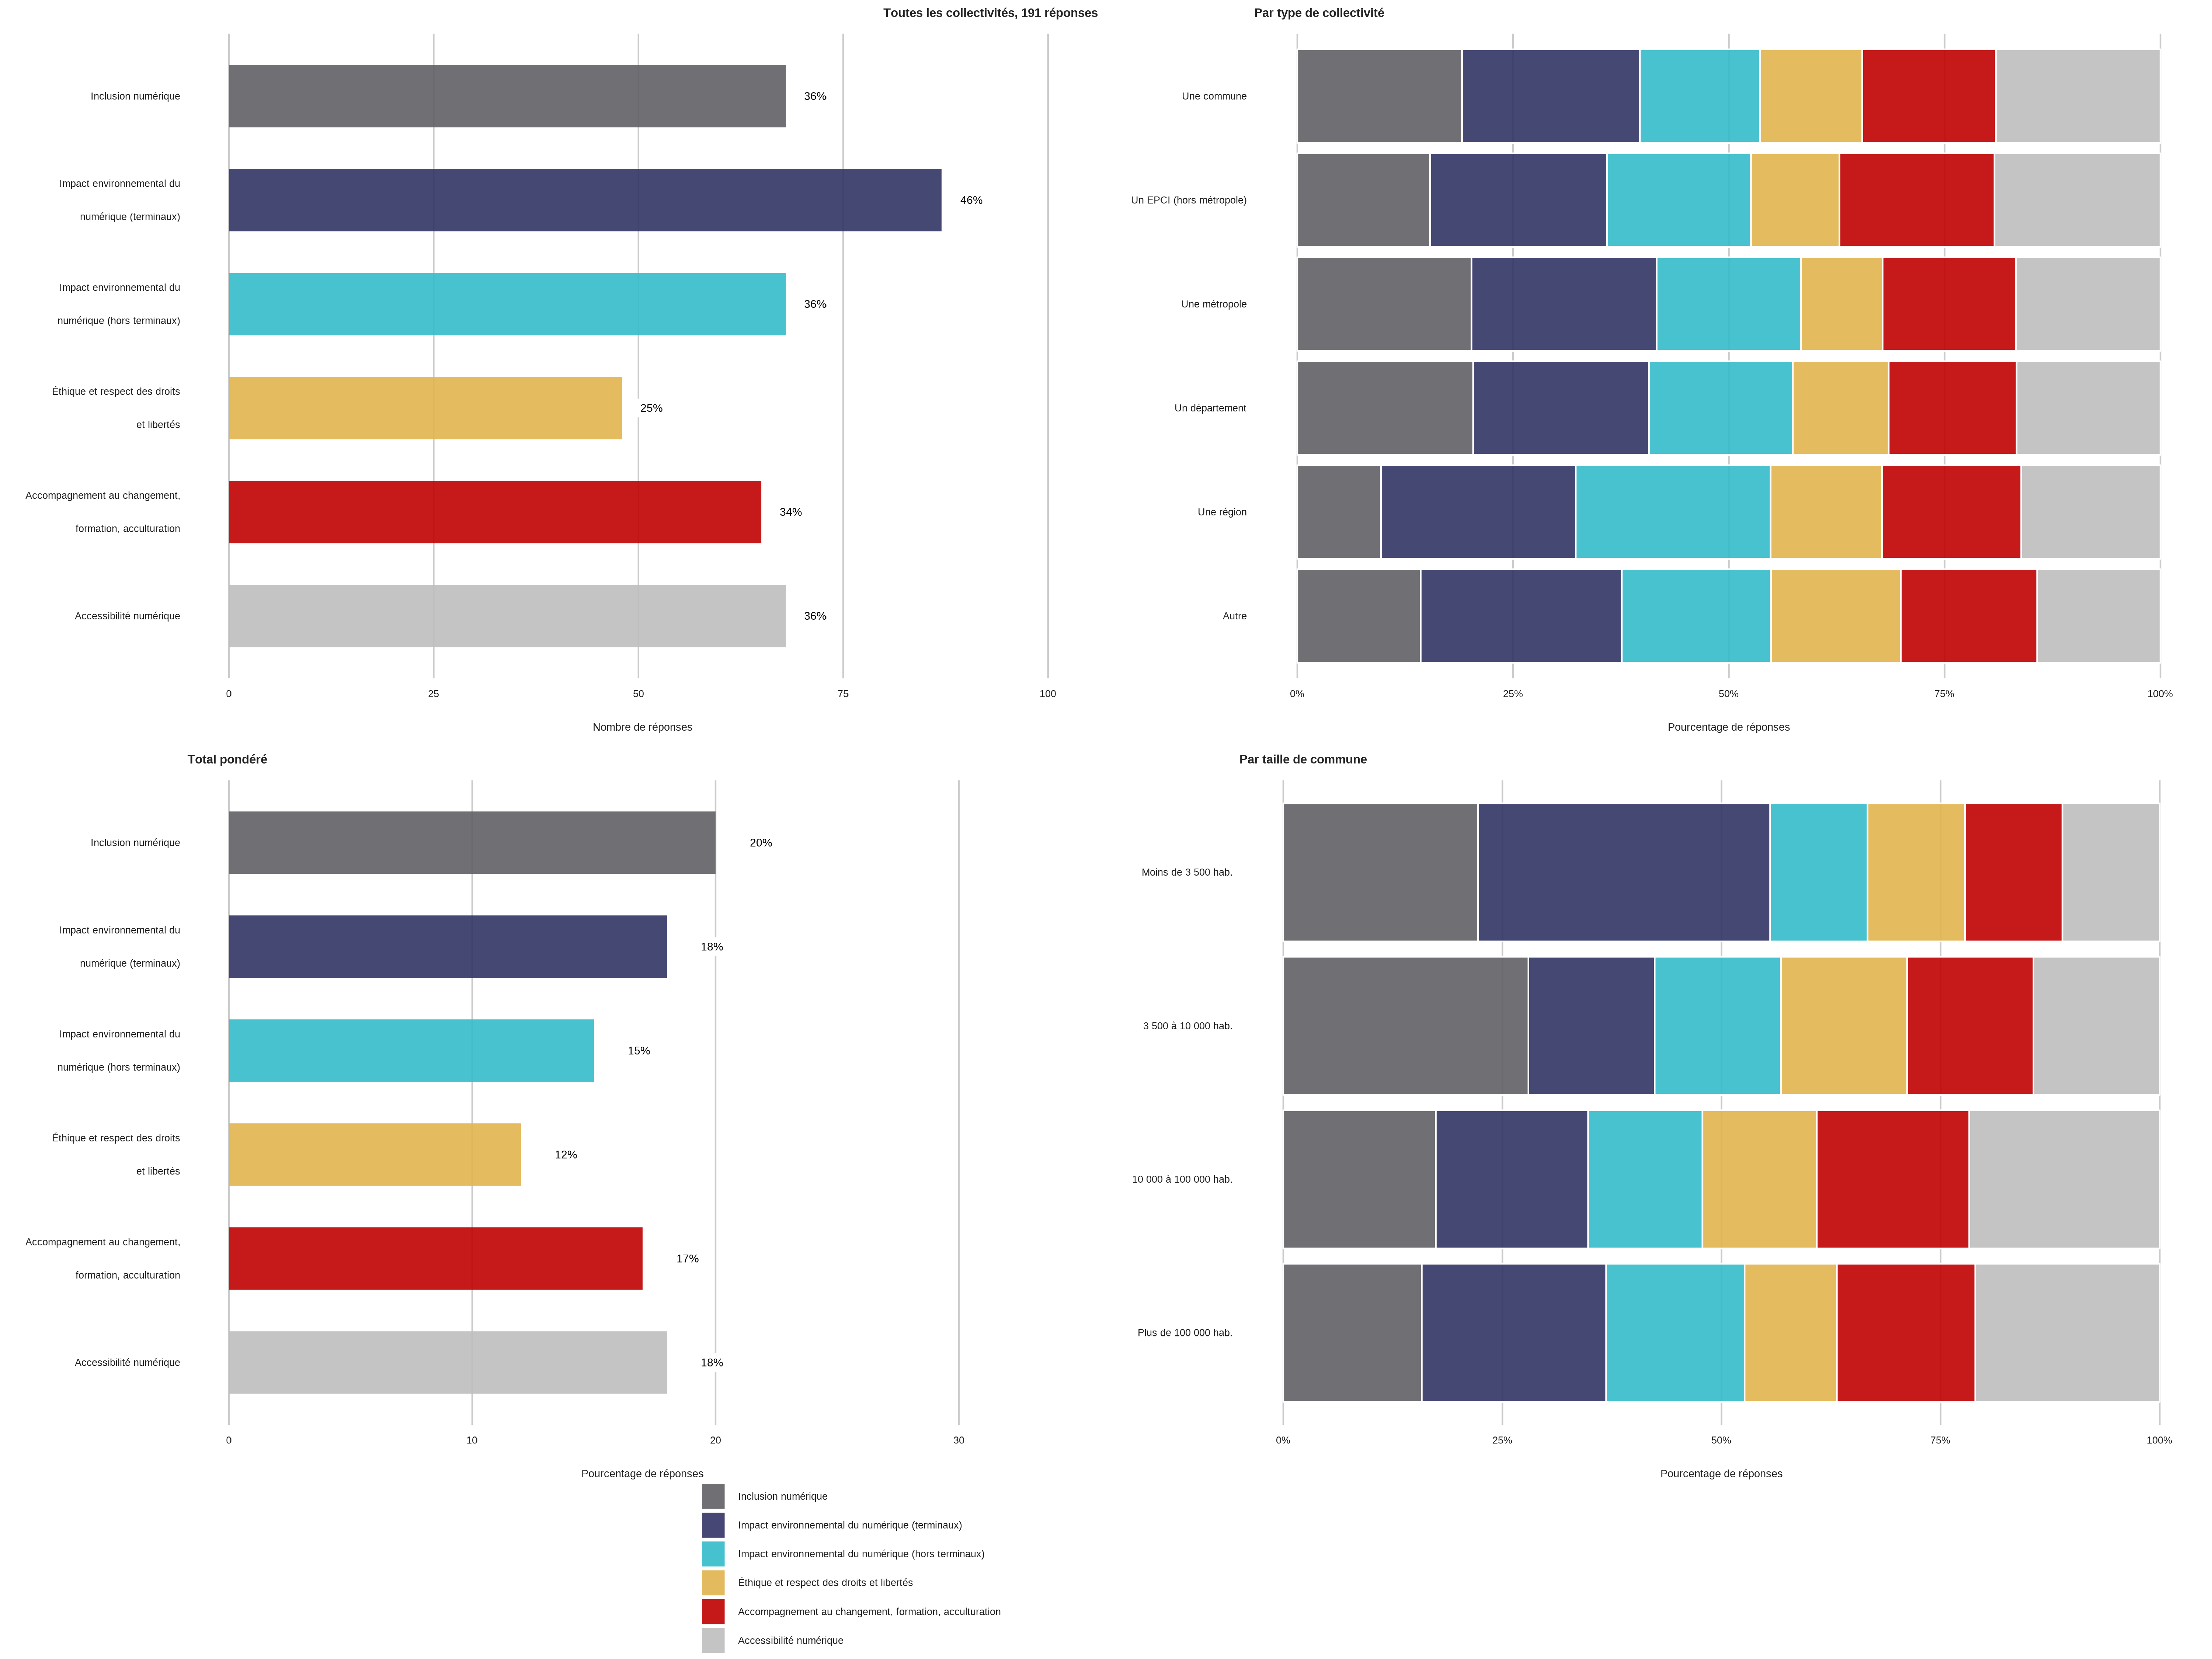 Toutes les collectivités, 191 réponses
Inclusion numérique
36%
Impact environnemental du
numérique (terminaux)
46%
Impact environnemental du
numérique (hors terminaux)
36%
Éthique et respect des droits
et libertés
25%
Accompagnement au changement,
formation, acculturation
34%
Accessibilité numérique
36%
0 25 50 75 100
Nombre de réponses
Par type de collectivité
Une commune
Un EPCI (hors métropole)
Une métropole
Un département
Une région
Autre
0% 25% 50% 75% 100%
Pourcentage de réponses
Total pondéré
Inclusion numérique
20%
Impact environnemental du
numérique (terminaux)
18%
Impact environnemental du
numérique (hors terminaux)
15%
Éthique et respect des droits
et libertés
12%
Accompagnement au changement,
formation, acculturation
17%
Accessibilité numérique
18%
0 10 20 30
Pourcentage de réponses
Par taille de commune
Moins de 3 500 hab.
3 500 à 10 000 hab.
10 000 à 100 000 hab.
Plus de 100 000 hab.
0% 25% 50% 75% 100%
Pourcentage de réponses
Inclusion numérique
Impact environnemental du numérique (terminaux)
Impact environnemental du numérique (hors terminaux)
Éthique et respect des droits et libertés
Accompagnement au changement, formation, acculturation
Accessibilité numérique